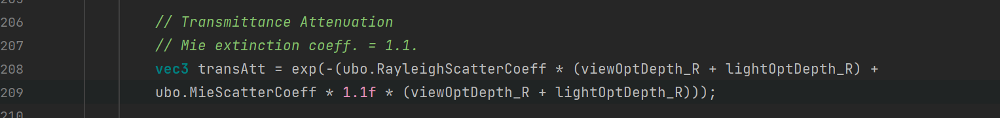 206 // Transmittance Attenuation
207 // Mie extinction coeff. = 1.1.
208 vec3 transAtt = exp(-(ubo.RayleighScatterCoeff * (viewOptDepth_R + lightOptDepth_R) +
209 ubo.MieScatterCoeff * 1.1f * (viewOptDepth_R + lightOptDepth_R)));